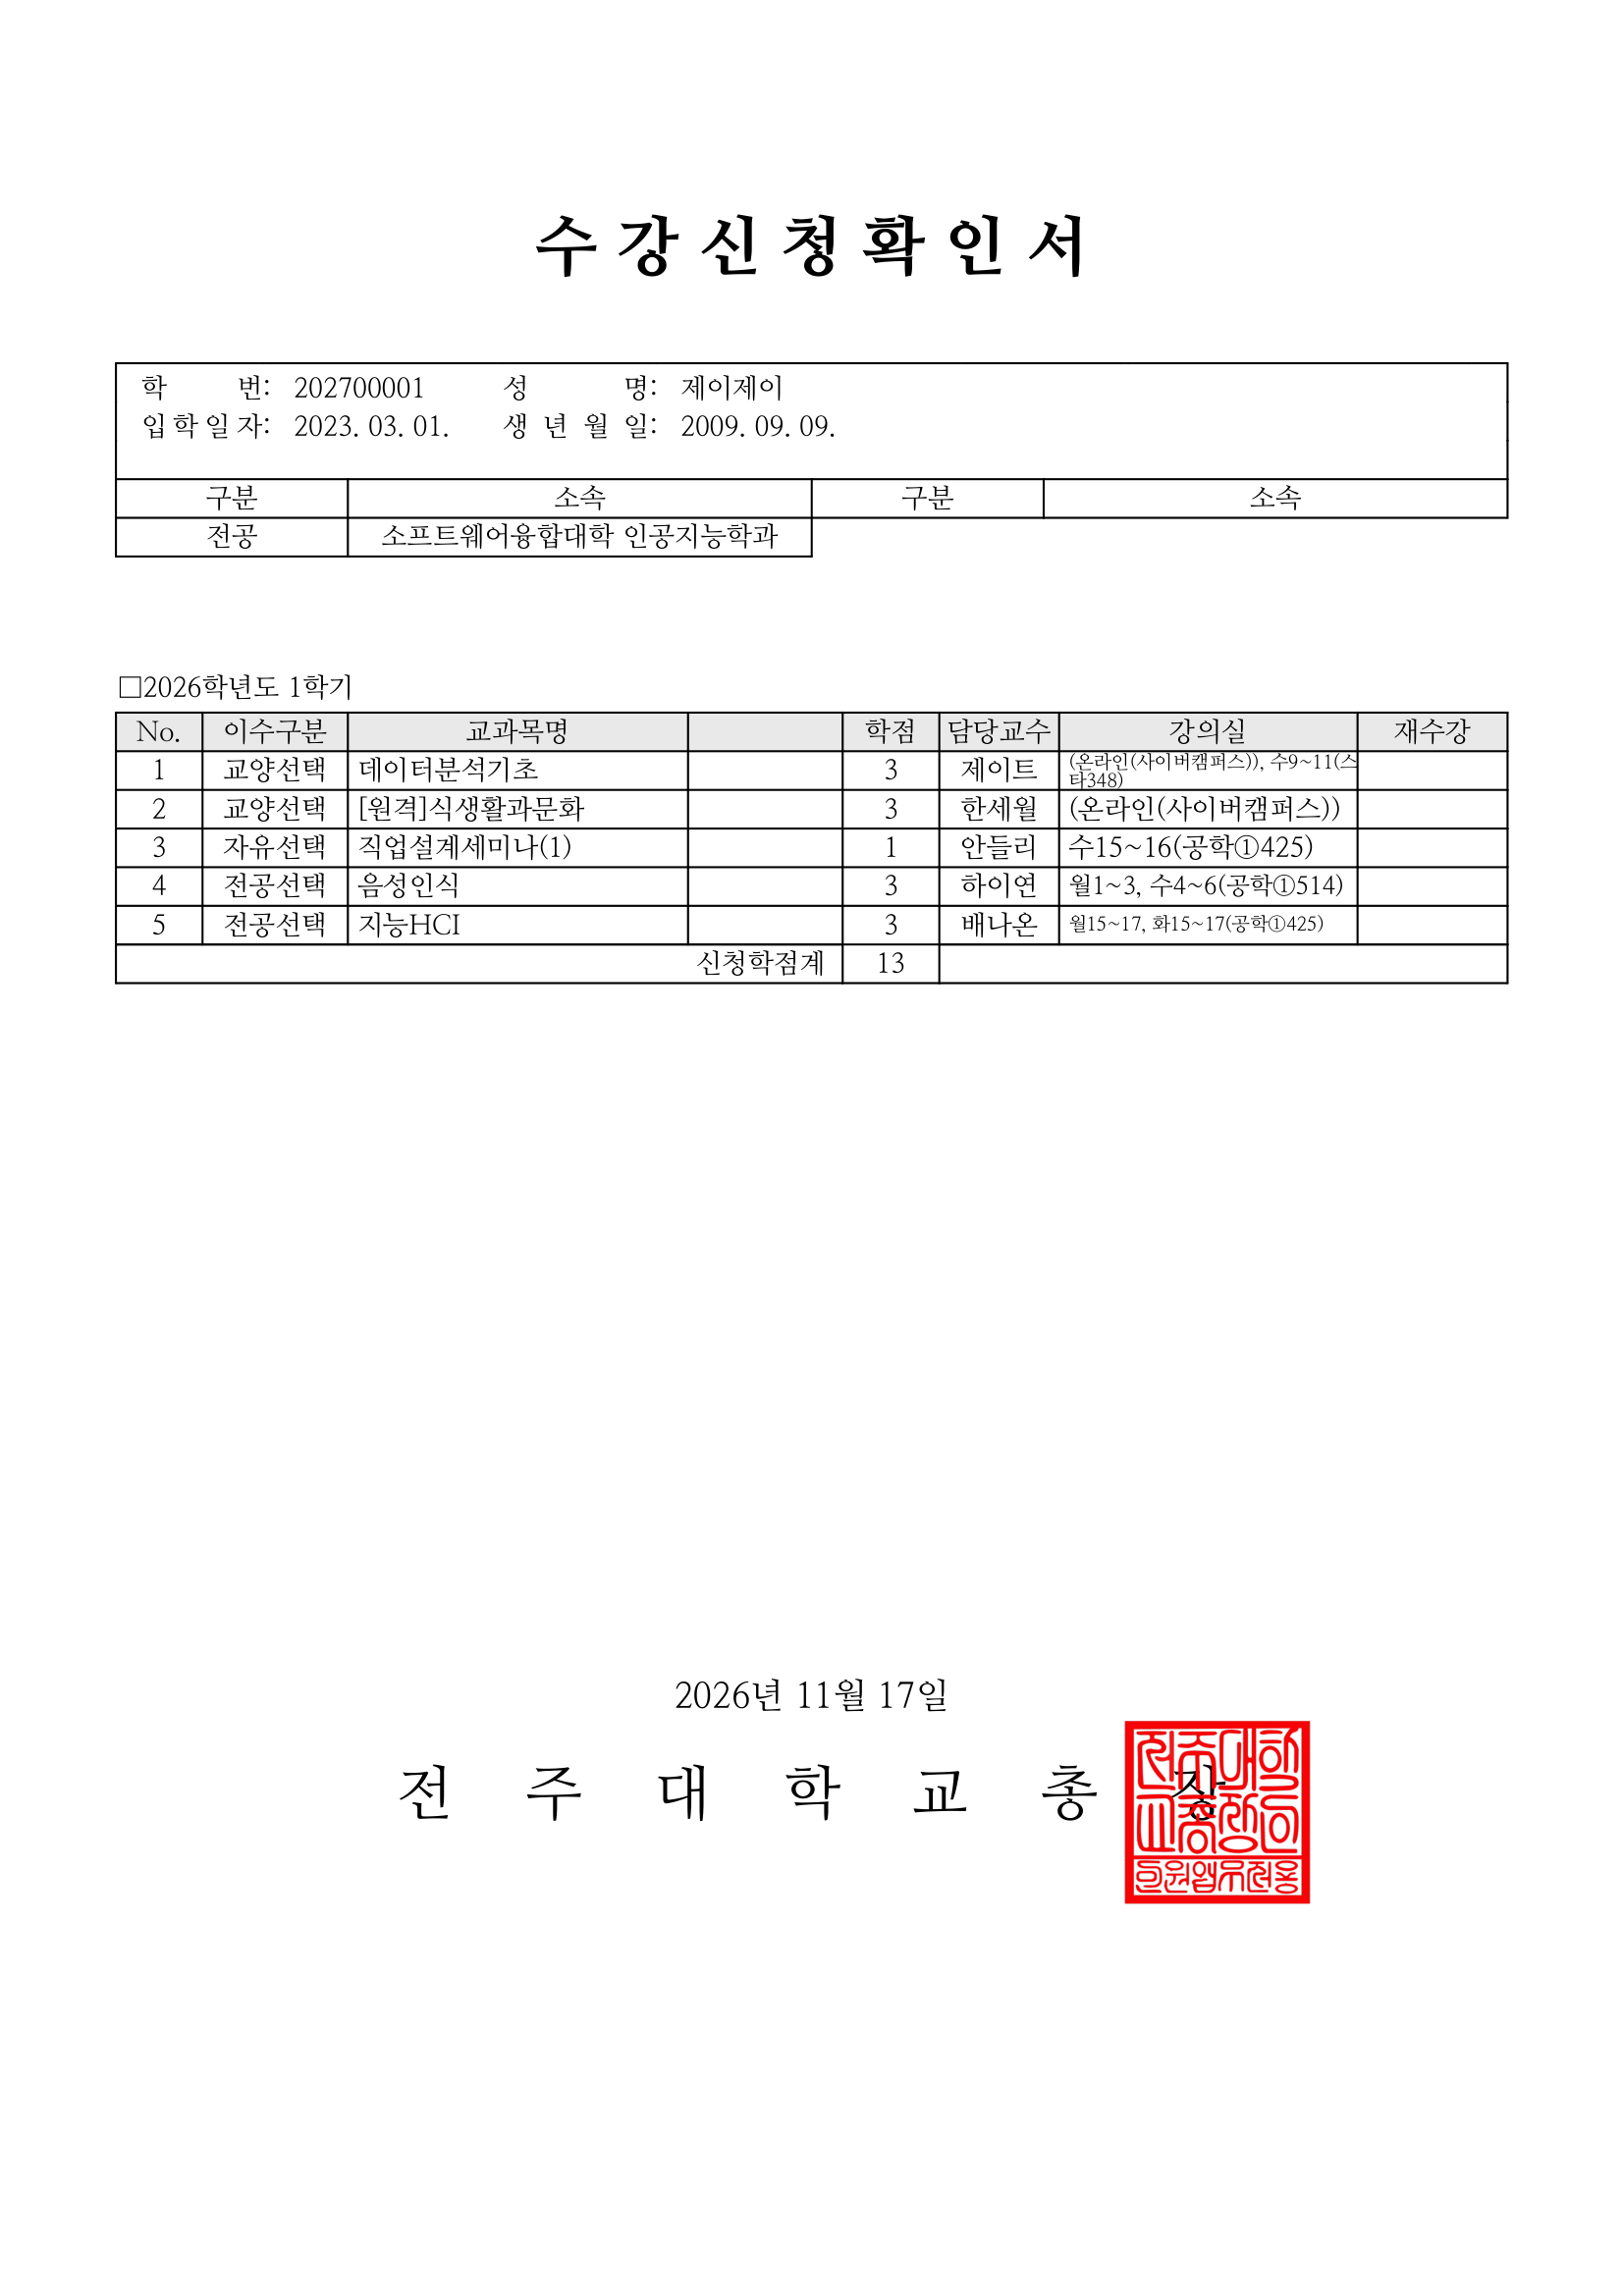 수강신청확인서
학 번: 202700001 성 명: 제이제이
입학일자: 2023. 03. 01. 생년월일: 2009. 09. 09.
구분 소속 구분 소속
전공 소프트웨어융합대학 인공지능학과
□2026학년도 1학기
No. 이수구분 교과목명 학점 담당교수 강의실 재수강
1 교양선택 데이터분석기초 3 제이트 (온라인(사이버캠퍼스)), 수9~11(스
타348)
2 교양선택 [원격]식생활과문화 3 한세월 (온라인(사이버캠퍼스))
3 자유선택 직업설계세미나(1) 1 안들리 수15~16(공학①425)
4 전공선택 음성인식 3 하이연 월1~3, 수4~6(공학①514)
5 전공선택 지능HCI 3 배나온 월15~17, 화15~17(공학①425)
신청학점계 13
2026년 11월 17일
전 주 대 학 교 총 장